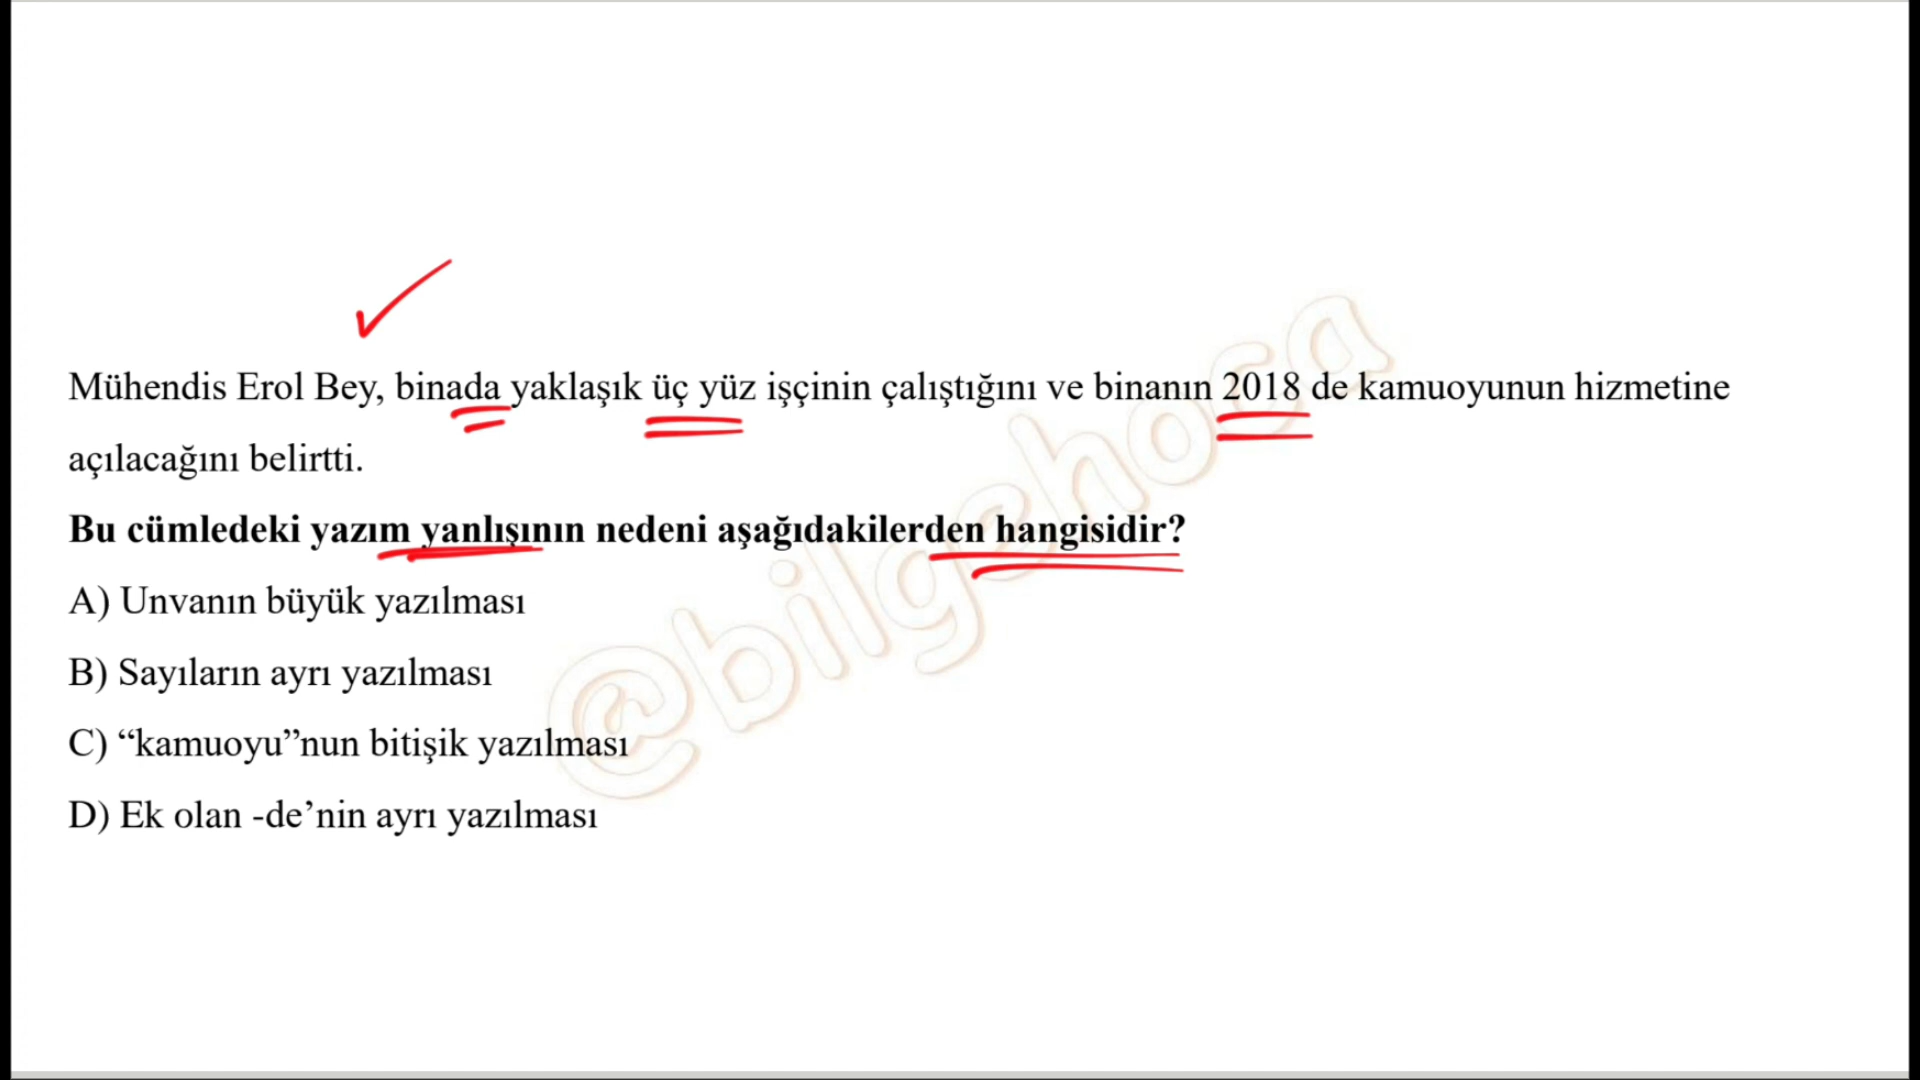 Mühendis Erol Bey, binada yaklaşık üç yüz işçinin çalıştığını ve binanın 2018 de kamuoyunun hizmetine
açılacağını belirtti.
Bu cümledeki yazım yanlışının nedeni aşağıdakilerden hangisidir?
A) Unvanın büyük yazılması
B) Sayıların ayrı yazılması
C) “kamuoyu”nun bitişik yazılması
D) Ek olan -de’nin ayrı yazılması
@bilgehoca